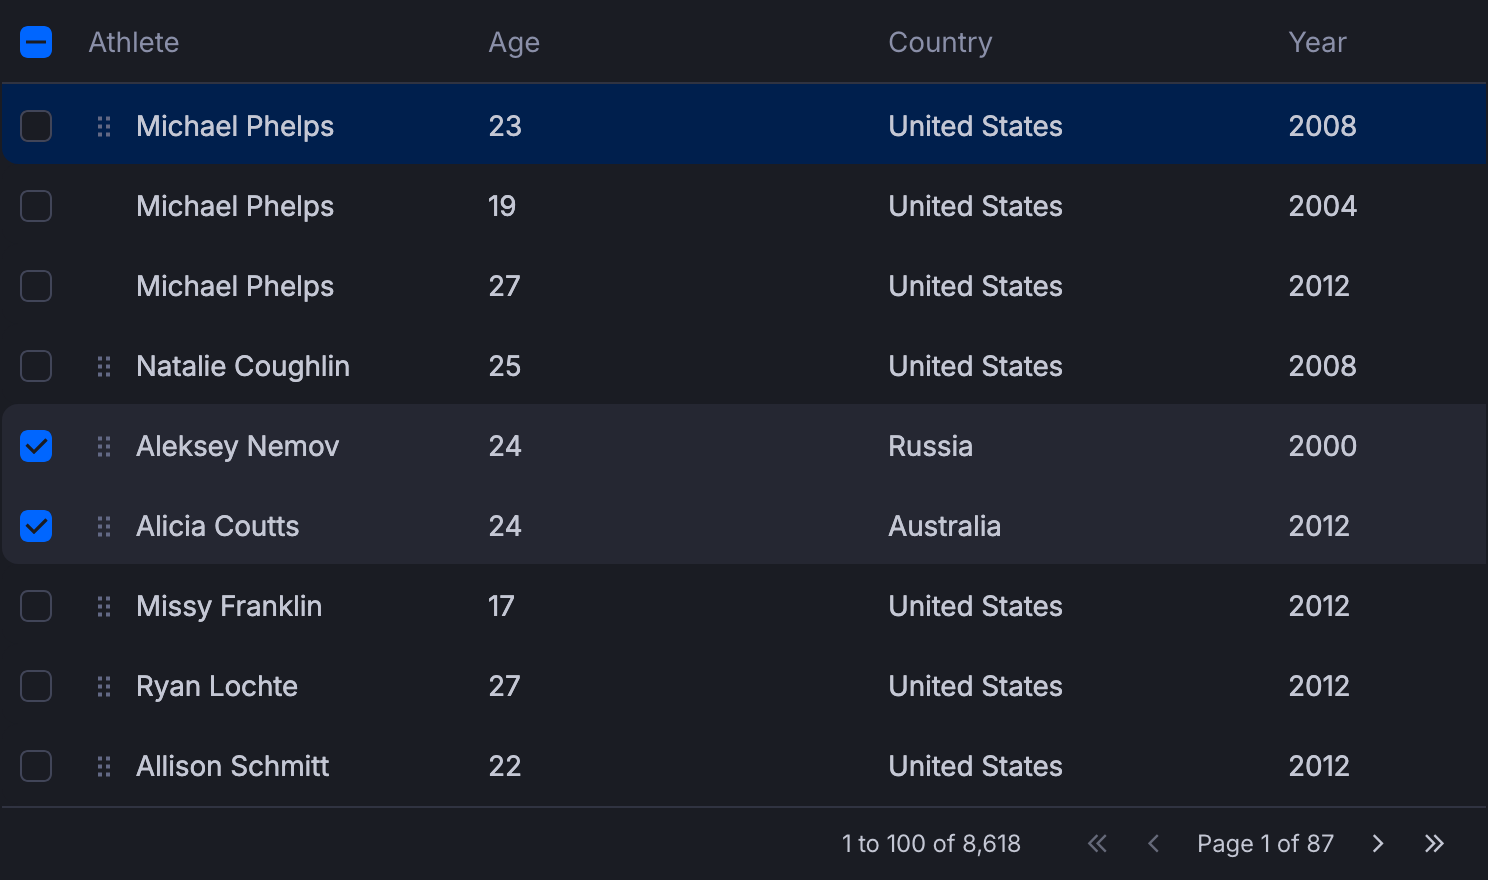 Athlete Age Country Year
Michael Phelps 23 United States 2008
Michael Phelps 19 United States 2004
Michael Phelps 27 United States 2012
Natalie Coughlin 25 United States 2008
Aleksey Nemov 24 Russia 2000
Alicia Coutts 24 Australia 2012
Missy Franklin 17 United States 2012
Ryan Lochte 27 United States 2012
Allison Schmitt 22 United States 2012
1 to 100 of 8,618 Page 1 of 87